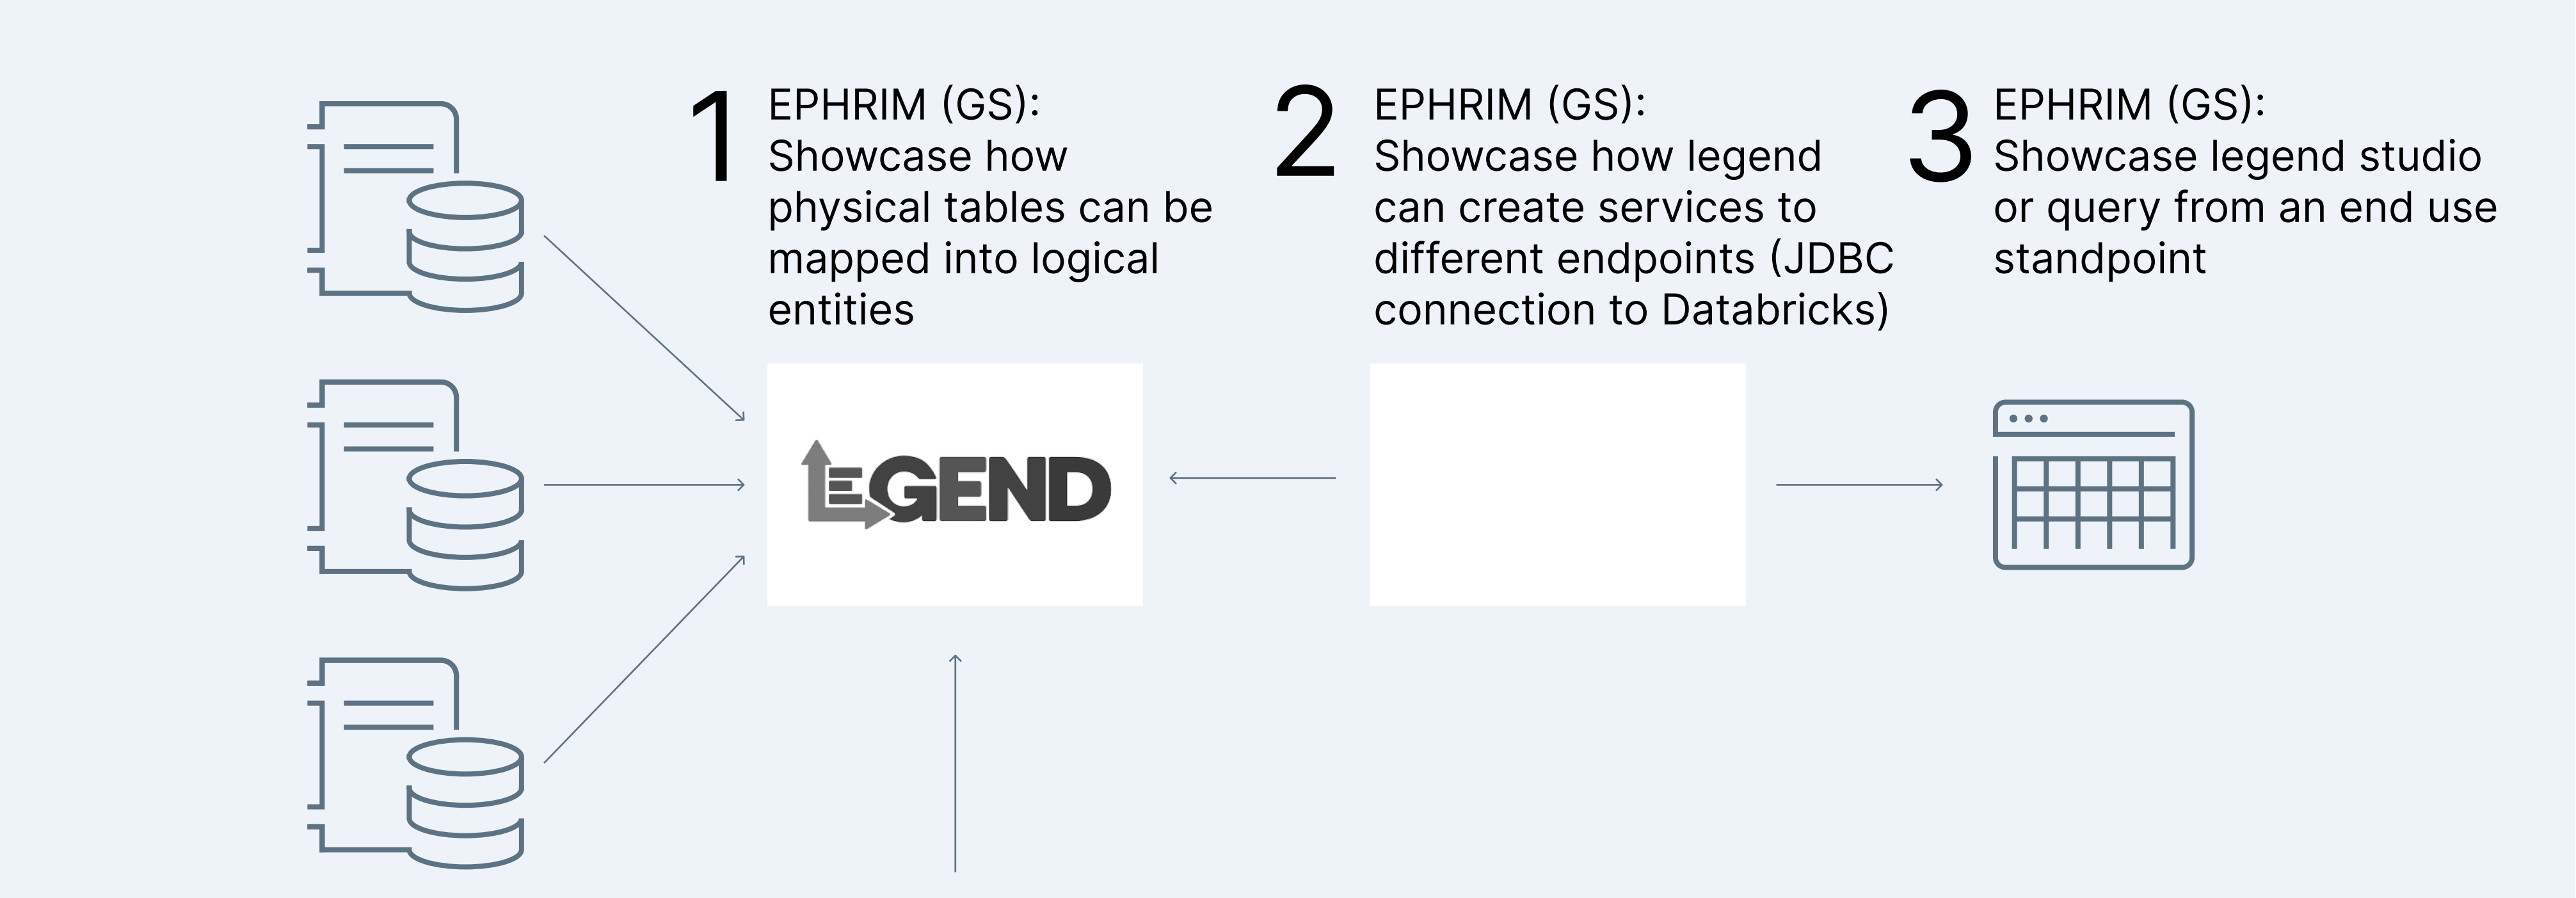 1
EPHRIM (GS):
Showcase how
physical tables can be
mapped into logical
entities
2
EPHRIM (GS):
Showcase how legend
can create services to
different endpoints (JDBC
connection to Databricks)
3
EPHRIM (GS):
Showcase legend studio
or query from an end use
standpoint
LEGEND